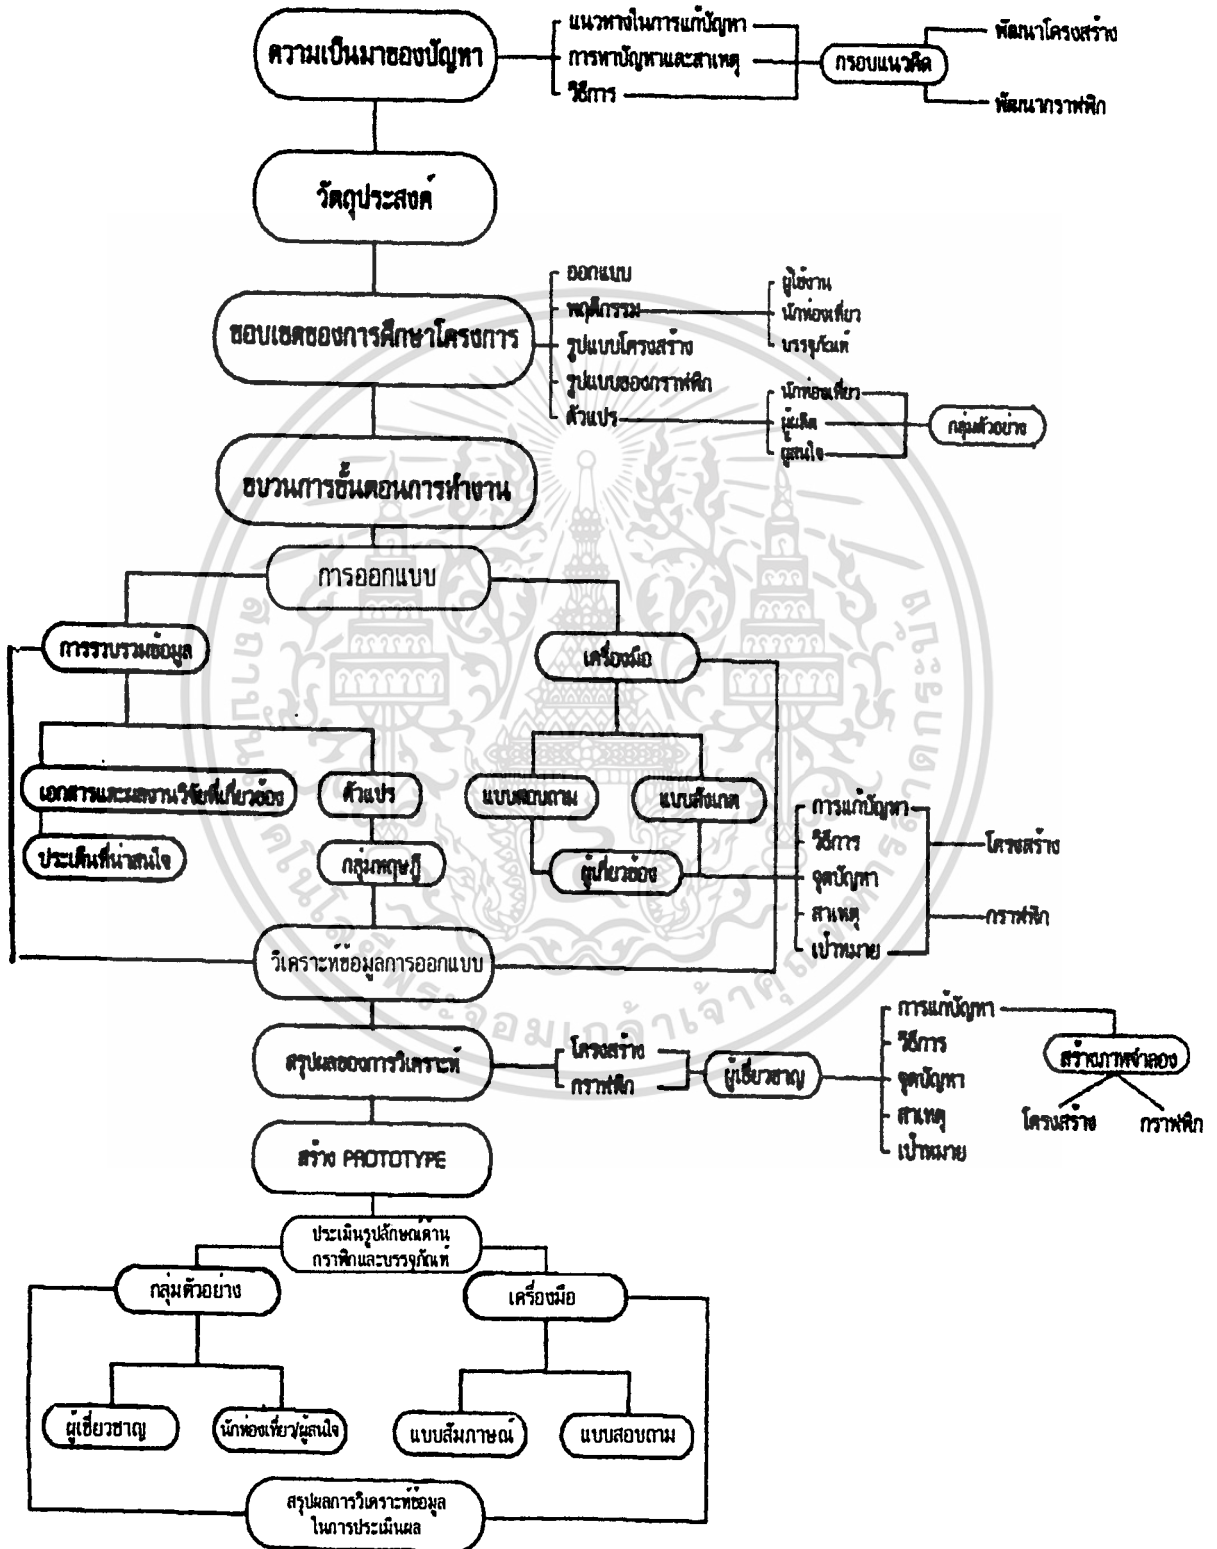 ความเป็นมาของปัญหา
แนวทางในการแก้ปัญหา
การหาปัญหาและสาเหตุ
วิธีการ
กรอบแนวคิด
พัฒนาโครงสร้าง
พัฒนากราฟฟิก
วัตถุประสงค์
ขอบเขตของการศึกษาโครงการ
ออกแบบ
พฤติกรรม
รูปแบบโครงสร้าง
รูปแบบของกราฟฟิก
ตัวแปร
ผู้ใช้งาน
นักท่องเที่ยว
บรรจุภัณฑ์
นักท่องเที่ยว
ผู้ผลิต
ผู้สนใจ
กลุ่มตัวอย่าง
ขบวนการขั้นตอนการทำงาน
การออกแบบ
การรวบรวมข้อมูล
เครื่องมือ
เอกสารและผลงานวิจัยที่เกี่ยวข้อง
ตัวแปร
แบบสอบถาม
แบบสังเกต
ประเด็นที่น่าสนใจ
กลุ่มทฤษฎี
ผู้เกี่ยวข้อง
การแก้ปัญหา
วิธีการ
จุดปัญหา
สาเหตุ
เป้าหมาย
โครงสร้าง
กราฟฟิก
วิเคราะห์ข้อมูลการออกแบบ
สรุปผลของการวิเคราะห์
โครงสร้าง
กราฟฟิก
ผู้เชี่ยวชาญ
การแก้ปัญหา
วิธีการ
จุดปัญหา
สาเหตุ
เป้าหมาย
สร้างภาพจำลอง
โครงสร้าง
กราฟฟิก
สร้าง PROTOTYPE
ประเมินรูปลักษณ์ด้าน
กราฟิกและบรรจุภัณฑ์
กลุ่มตัวอย่าง
เครื่องมือ
ผู้เชี่ยวชาญ
นักท่องเที่ยว/ผู้สนใจ
แบบสัมภาษณ์
แบบสอบถาม
สรุปผลการวิเคราะห์ข้อมูล
ในการประเมินผล
พระจอมเกล้าเจ้าคุณทหารลาดกระบัง